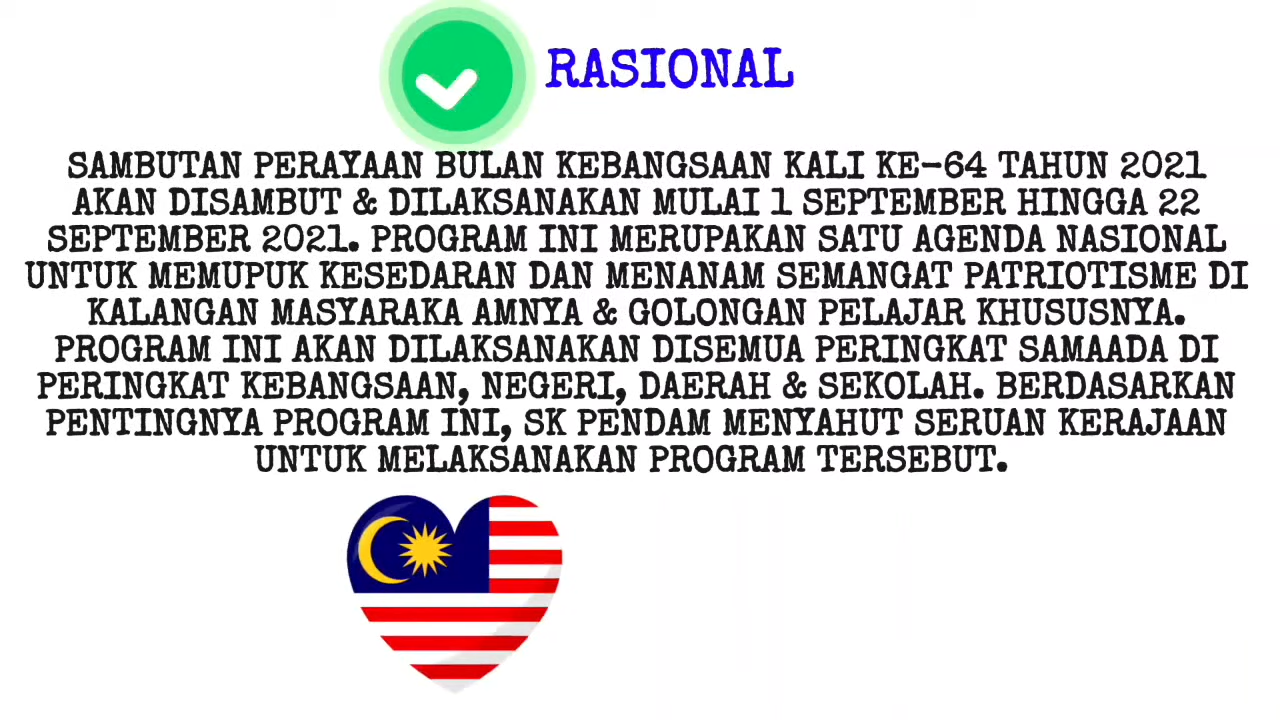 RASIONAL
SAMBUTAN PERAYAAN BULAN KEBANGSAAN KALI KE-64 TAHUN 2021
AKAN DISAMBUT & DILAKSANAKAN MULAI 1 SEPTEMBER HINGGA 22
SEPTEMBER 2021. PROGRAM INI MERUPAKAN SATU AGENDA NASIONAL
UNTUK MEMUPUK KESEDARAN DAN MENANAM SEMANGAT PATRIOTISME DI
KALANGAN MASYARAKA AMNYA & GOLONGAN PELAJAR KHUSUSNYA.
PROGRAM INI AKAN DILAKSANAKAN DISEMUA PERINGKAT SAMAADA DI
PERINGKAT KEBANGSAAN, NEGERI, DAERAH & SEKOLAH. BERDASARKAN
PENTINGNYA PROGRAM INI, SK PENDAM MENYAHUT SERUAN KERAJAAN
UNTUK MELAKSANAKAN PROGRAM TERSEBUT.